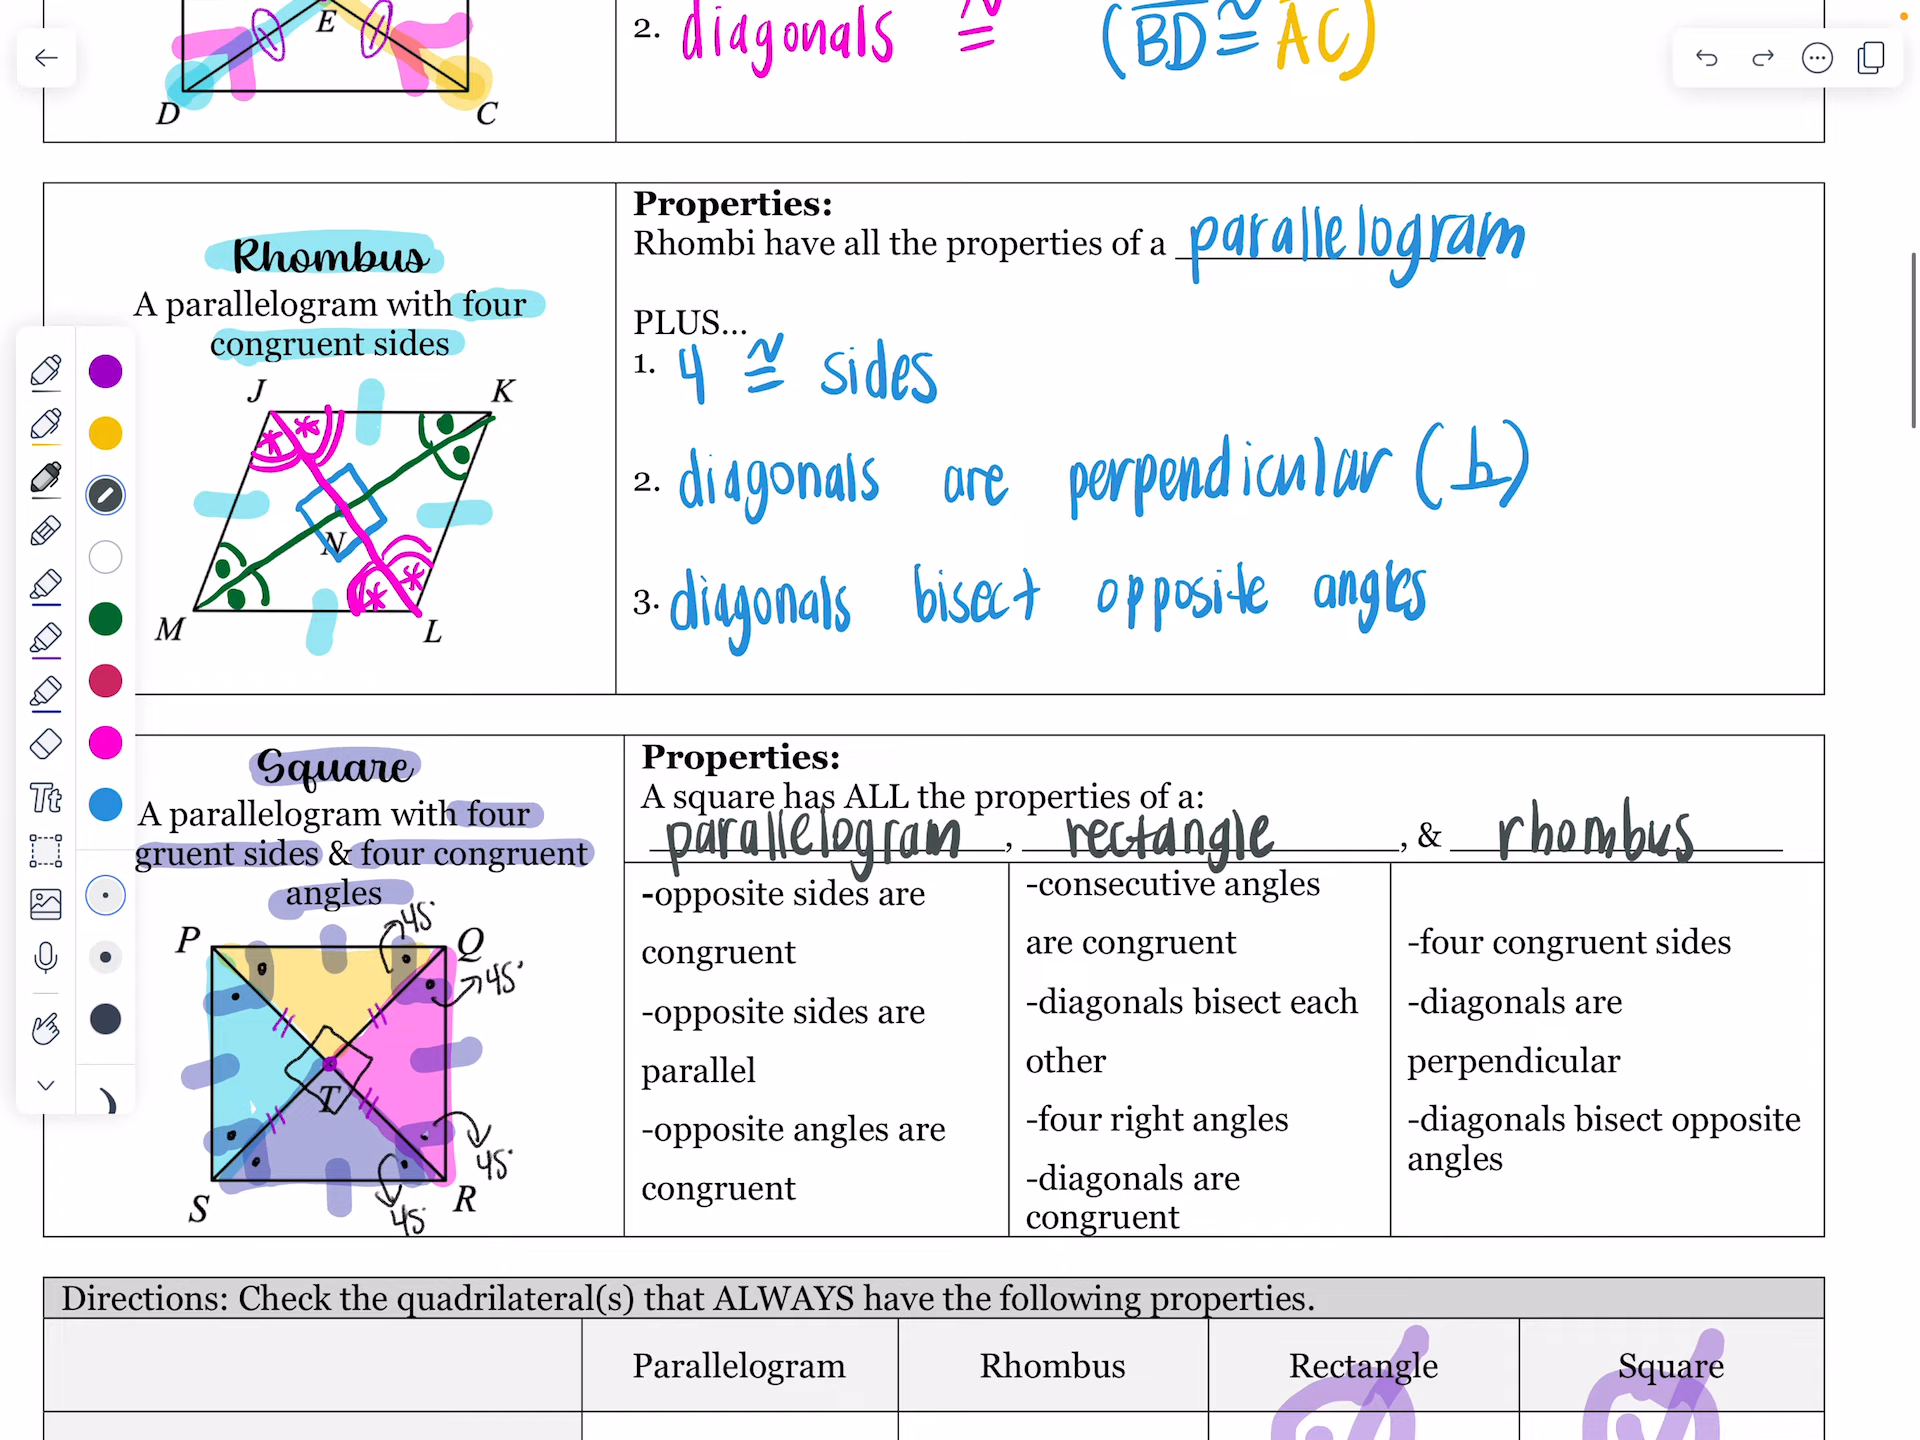 E
D
C
2. diagonals ≅ (BD ≅ AC)
Rhombus
A parallelogram with four
congruent sides
J
K
N
M
L
Properties:
Rhombi have all the properties of a parallelogram
PLUS...
1. 4 ≅ sides
2. diagonals are perpendicular (⊥)
3. diagonals bisect opposite angles
Tt
Square
A parallelogram with four
gruent sides & four congruent
angles
P
Q
45°
45°
T
45°
45°
S
R
Properties:
A square has ALL the properties of a:
parallelogram, rectangle, & rhombus
-opposite sides are
congruent
-opposite sides are
parallel
-opposite angles are
congruent
-consecutive angles
are congruent
-diagonals bisect each
other
-four right angles
-diagonals are
congruent
-four congruent sides
-diagonals are
perpendicular
-diagonals bisect opposite
angles
Directions: Check the quadrilateral(s) that ALWAYS have the following properties.
Parallelogram Rhombus Rectangle Square